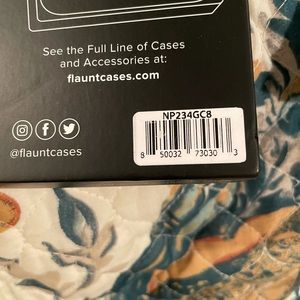 See the Full Line of Cases
and Accessories at:
flauntcases.com
NP234GC8
8 50032 73030 3
@flauntcases